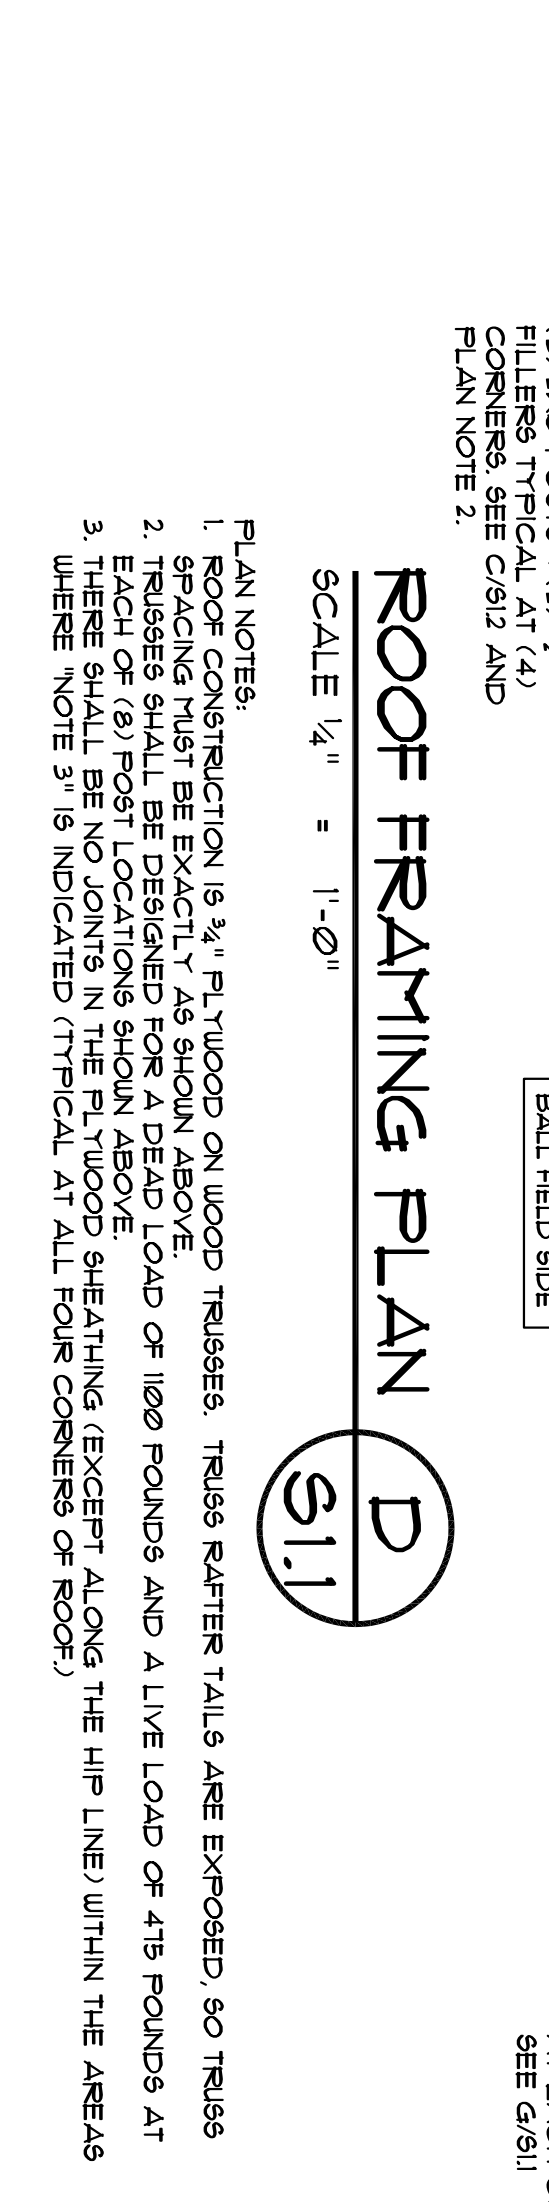 FILLERS TYPICAL AT (4)
CORNERS. SEE C/S1.2 AND
PLAN NOTE 2.
BALL FIELD SIDE
SEE G/S1.1
ROOF FRAMING PLAN
SCALE ¼" = 1'-0"
D
S1.1
PLAN NOTES:
1. ROOF CONSTRUCTION IS ¾" PLYWOOD ON WOOD TRUSSES. TRUSS RAFTER TAILS ARE EXPOSED, SO TRUSS
SPACING MUST BE EXACTLY AS SHOWN ABOVE.
2. TRUSSES SHALL BE DESIGNED FOR A DEAD LOAD OF 1100 POUNDS AND A LIVE LOAD OF 475 POUNDS AT
EACH OF (8) POST LOCATIONS SHOWN ABOVE.
3. THERE SHALL BE NO JOINTS IN THE PLYWOOD SHEATHING (EXCEPT ALONG THE HIP LINE) WITHIN THE AREAS
WHERE "NOTE 3" IS INDICATED (TYPICAL AT ALL FOUR CORNERS OF ROOF.)